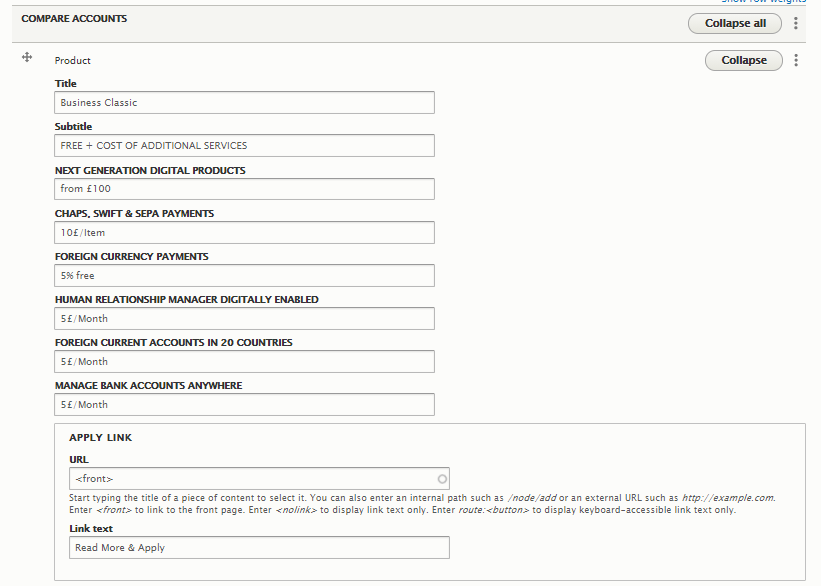 Show row weights
COMPARE ACCOUNTS
Collapse all
Product
Collapse
Title
Business Classic
Subtitle
FREE + COST OF ADDITIONAL SERVICES
NEXT GENERATION DIGITAL PRODUCTS
from £100
CHAPS, SWIFT & SEPA PAYMENTS
10£/Item
FOREIGN CURRENCY PAYMENTS
5% free
HUMAN RELATIONSHIP MANAGER DIGITALLY ENABLED
5£/Month
FOREIGN CURRENT ACCOUNTS IN 20 COUNTRIES
5£/Month
MANAGE BANK ACCOUNTS ANYWHERE
5£/Month
APPLY LINK
URL
<front>
Start typing the title of a piece of content to select it. You can also enter an internal path such as /node/add or an external URL such as http://example.com.
Enter <front> to link to the front page. Enter <nolink> to display link text only. Enter route:<button> to display keyboard-accessible link text only.
Link text
Read More & Apply